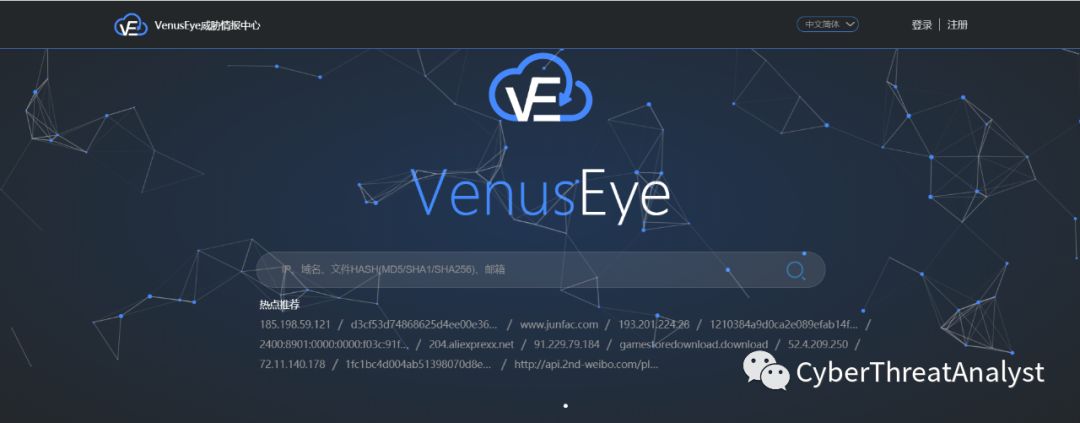 VE VenusEye威胁情报中心 中文简体 登录 | 注册
VE
VenusEye
IP、域名、文件HASH(MD5/SHA1/SHA256)、邮箱
热点推荐
185.198.59.121 / d3cf53d74868625d4ee00e36... / www.junfac.com / 193.201.224.26 / 1210384a9d0ca2e089efab14f... /
2400:8901:0000:0000:f03c:91f... / 204.aliexprexx.net / 91.229.79.184 / gamestoredownload.download / 52.4.209.250 /
72.11.140.178 / 1fc1bc4d004ab51398070d8e... / http://api.2nd-weibo.com/pl...
CyberThreatAnalyst